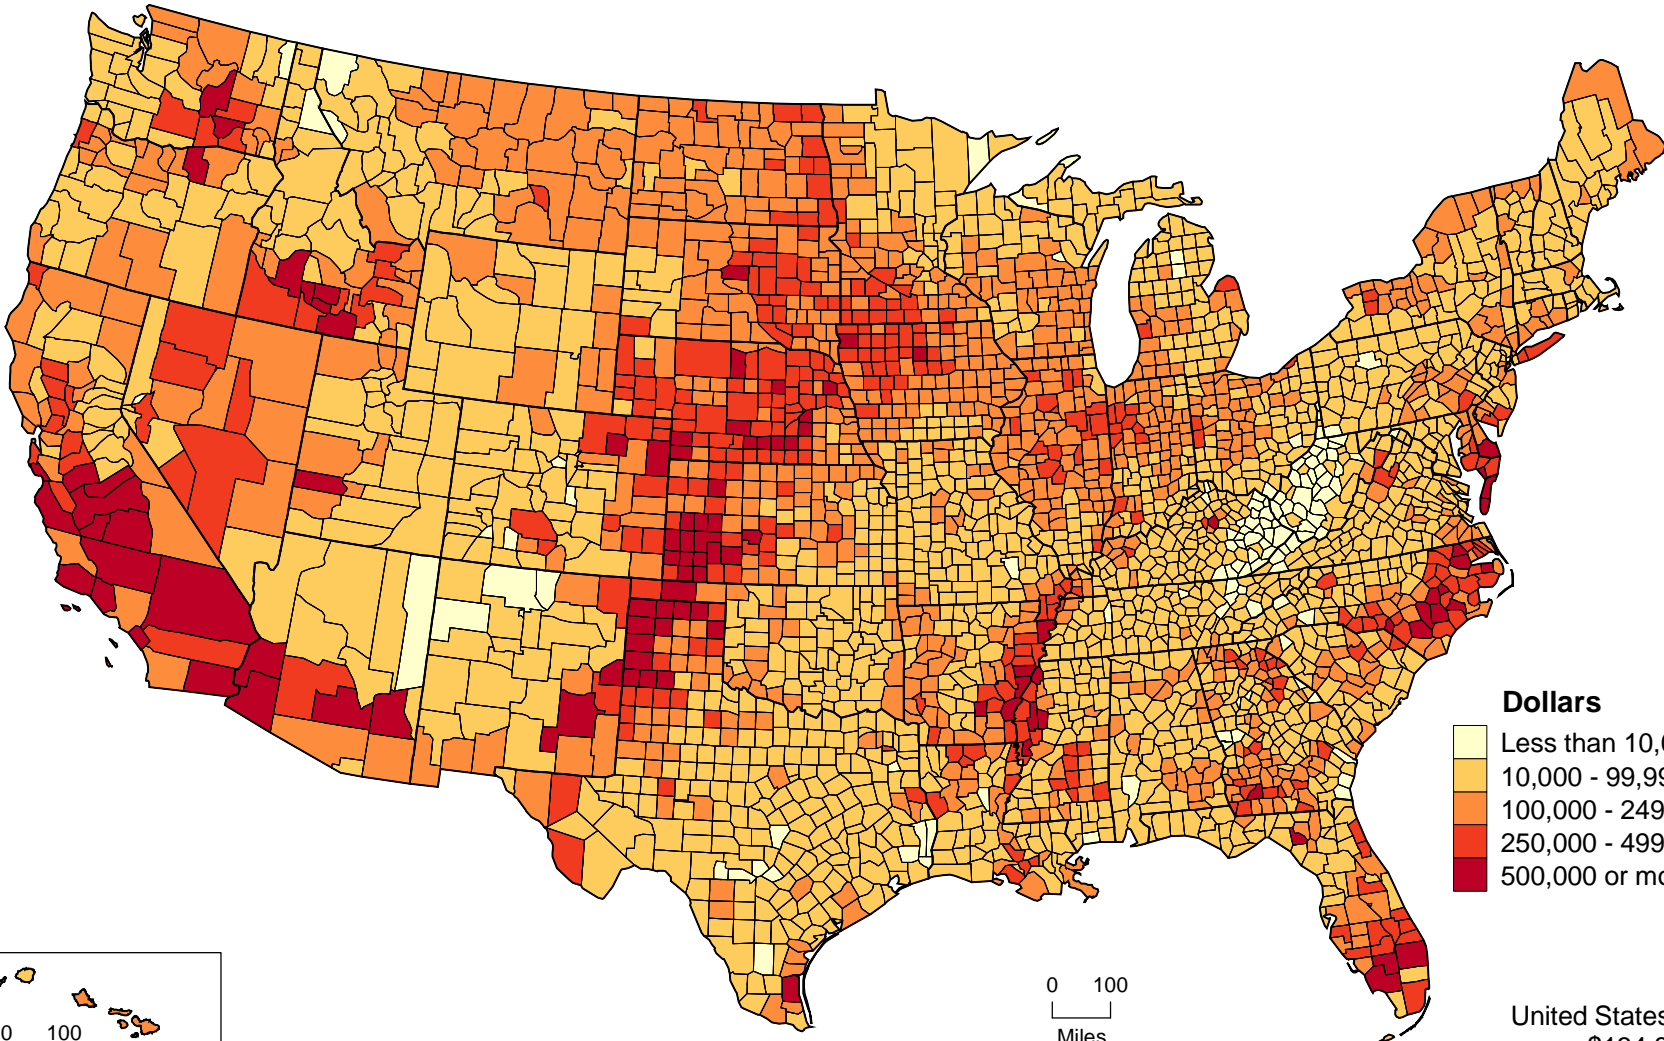 Dollars
Less than 10,
10,000 - 99,99
100,000 - 249
250,000 - 499
500,000 or mo
0 100
Miles
0 100
United States